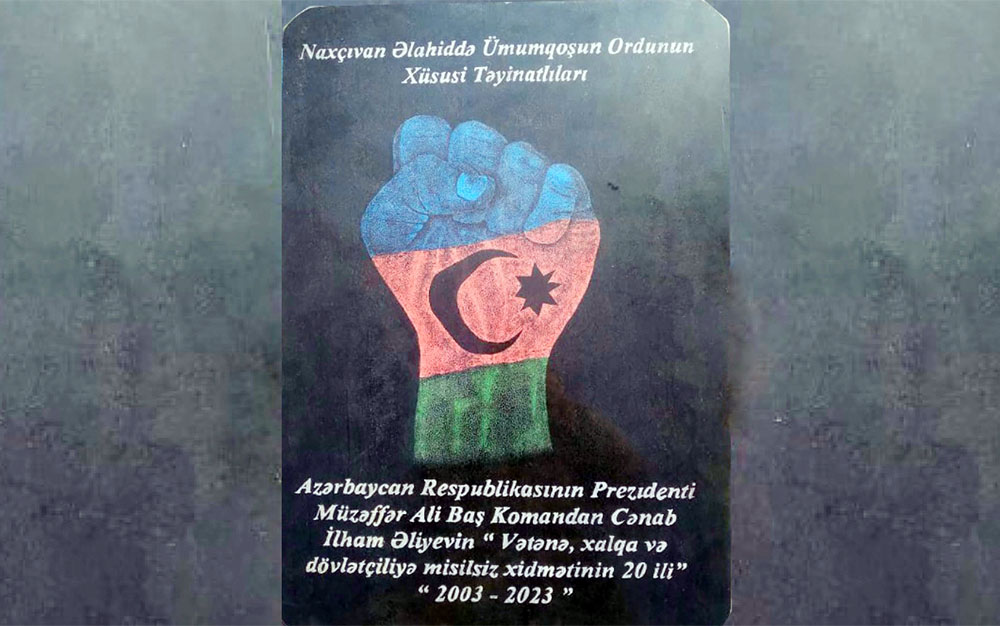 Naxçıvan Əlahiddə Ümumqoşun Ordunun
Xüsusi Təyinatlıları
Azərbaycan Respublikasının Prezıdenti
Müzəffər Ali Baş Komandan Cənab
İlham Əliyevin “ Vətənə, xalqa və
dövlətçiliyə misilsiz xidmətinin 20 ili”
“ 2003 - 2023 ”